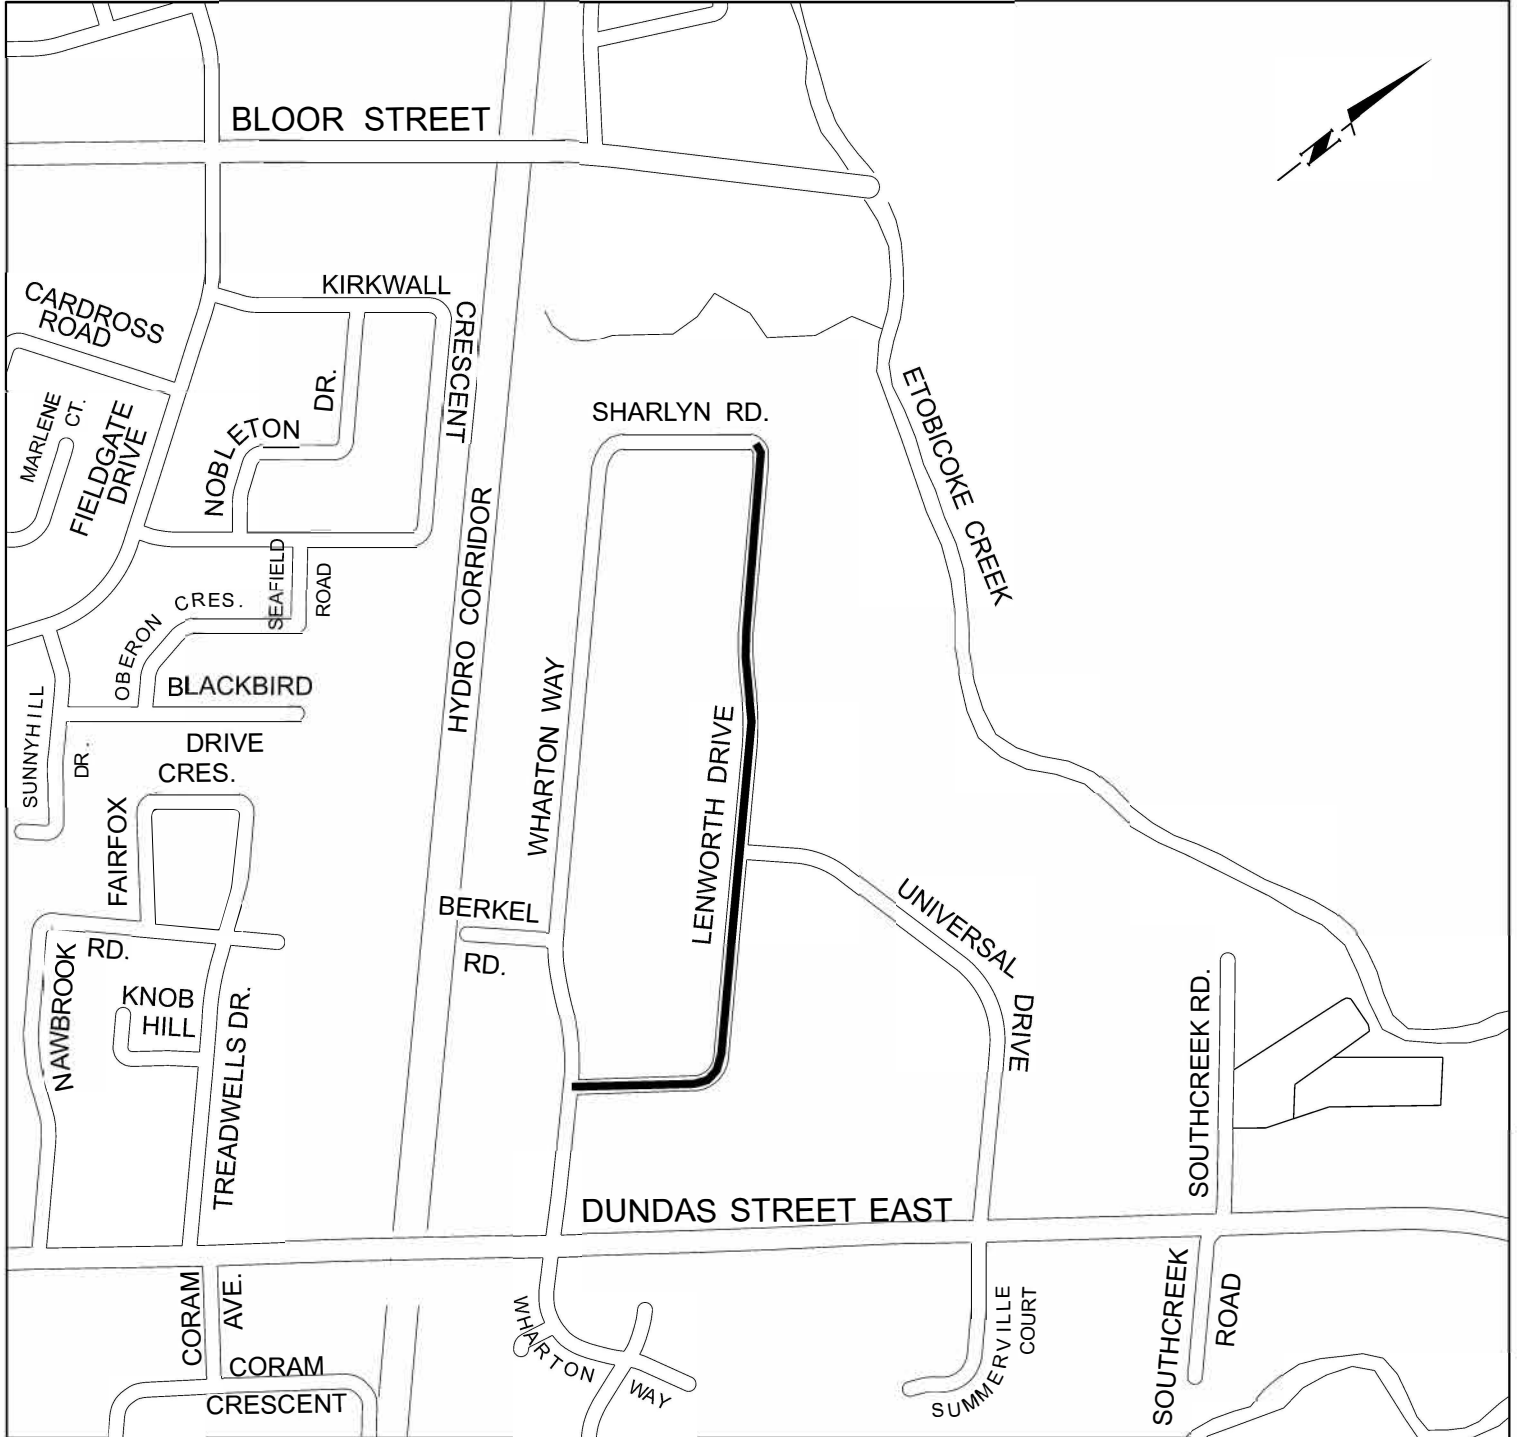 BLOOR STREET
N
KIRKWALL
CRESCENT
CARDROSS
ROAD
MARLENE
CT.
FIELDGATE
DRIVE
NOBLETON
DR.
SHARLYN RD.
ETOBICOKE CREEK
HYDRO CORRIDOR
SEAFIELD
ROAD
OBERON
CRES.
BLACKBIRD
DRIVE
SUNNYHILL
DR.
CRES.
FAIRFOX
WHARTON WAY
LENWORTH DRIVE
BERKEL
RD.
UNIVERSAL
DRIVE
NAWBROOK
RD.
KNOB
HILL
TREADWELLS DR.
SOUTHCREEK RD.
DUNDAS STREET EAST
CORAM
AVE.
CORAM
CRESCENT
WHARTON
WAY
SUMMERVILLE
COURT
SOUTHCREEK
ROAD